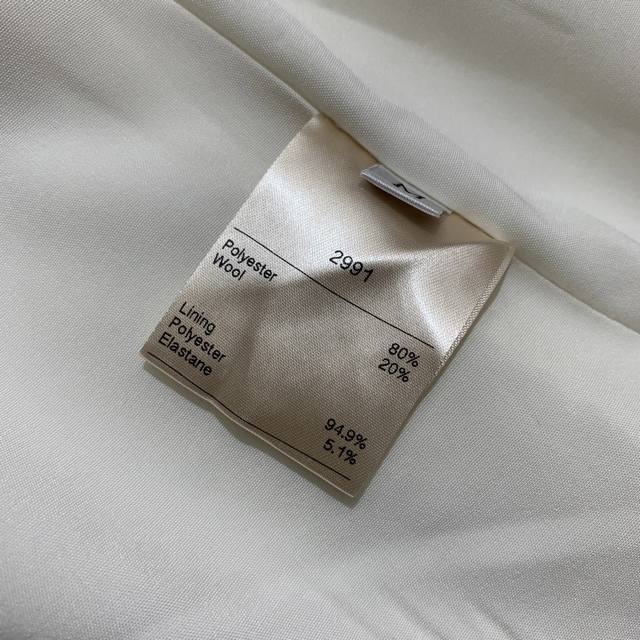 M
2991
Polyester 80%
Wool 20%
Lining
Polyester 94.9%
Elastane 5.1%